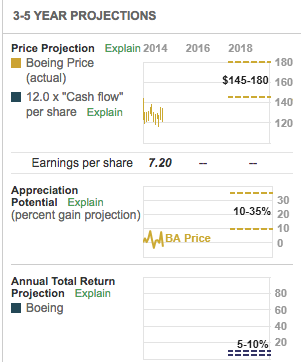 3-5 YEAR PROJECTIONS
Price Projection Explain 2014 2016 2018
Boeing Price
(actual)
12.0 x "Cash flow"
per share Explain
$145-180
180
160
140
120
Earnings per share 7.20 -- --
Appreciation
Potential Explain
(percent gain projection)
10-35%
BA Price
30
20
10
0
Annual Total Return
Projection Explain
Boeing
5-10%
80
60
40
20